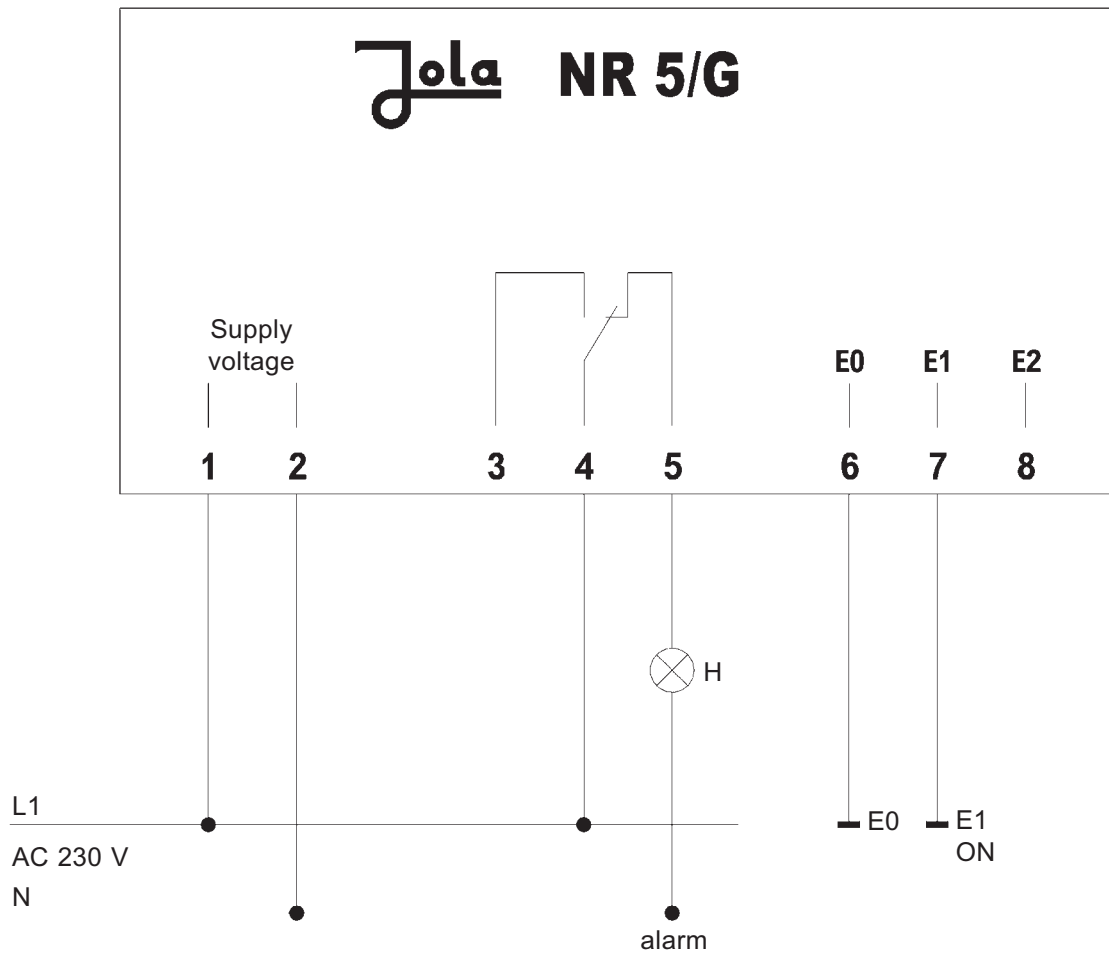 Jola NR 5/G
Supply
voltage
E0 E1 E2
1 2 3 4 5 6 7 8
H
L1
E0 E1
ON
AC 230 V
N
alarm